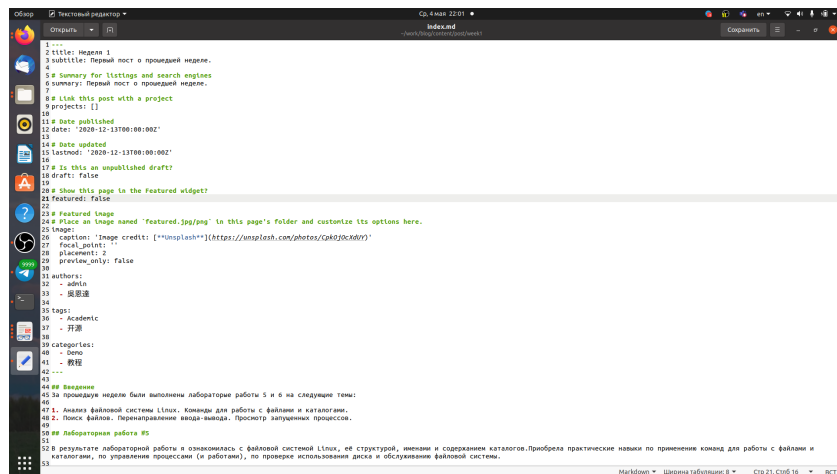 Обзор
Текстовый редактор
Ср, 4 мая 22:01
en
Открыть
index.md
~/work/blog/content/post/week1
Сохранить
1 ---
2 title: Неделя 1
3 subtitle: Первый пост о прошедшей неделе.
4
5 # Summary for listings and search engines
6 summary: Первый пост о прошедшей неделе.
7
8 # Link this post with a project
9 projects: []
10
11 # Date published
12 date: '2020-12-13T00:00:00Z'
13
14 # Date updated
15 lastmod: '2020-12-13T00:00:00Z'
16
17 # Is this an unpublished draft?
18 draft: false
19
20 # Show this page in the Featured widget?
21 featured: false
22
23 # Featured image
24 # Place an image named `featured.jpg/png` in this page's folder and customize its options here.
25 image:
26 caption: 'Image credit: [**Unsplash**](https://unsplash.com/photos/CpkOjOcXdUY)'
27 focal_point: ''
28 placement: 2
29 preview_only: false
30
31 authors:
32 - admin
33 - 吳恩達
34
35 tags:
36 - Academic
37 - 开源
38
39 categories:
40 - Demo
41 - 教程
42 ---
43
44 ## Введение
45 За прошедшую неделю были выполнены лабораторые работы 5 и 6 на следующие темы:
46
47 1. Анализ файловой системы Linux. Команды для работы с файлами и каталогами.
48 2. Поиск файлов. Перенаправление ввода-вывода. Просмотр запущенных процессов.
49
50 ## Лабораторная работа №5
51
52 В результате лабораторной работы я ознакомилась с файловой системой Linux, её структурой, именами и содержанием каталогов.Приобрела практические навыки по применению команд для работы с файлами и
каталогами, по управлению процессами (и работами), по проверке использования диска и обслуживанию файловой системы.
53
Markdown
Ширина табуляции: 8
Стр 21, Стлб 16
ВСТ